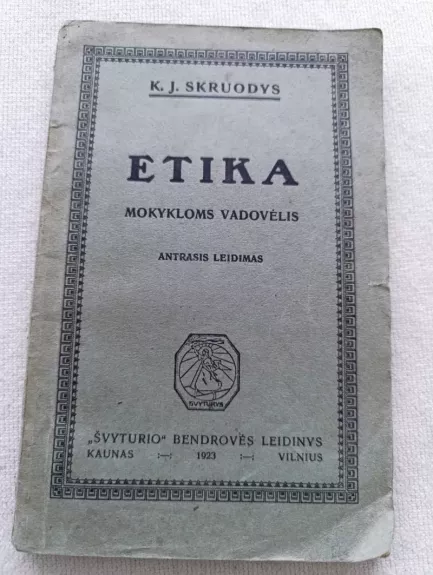 K. J. SKRUODYS
ETIKA
MOKYKLOMS VADOVĖLIS
ANTRASIS LEIDIMAS
ŠVYTURYS
„ŠVYTURIO“ BENDROVĖS LEIDINYS
KAUNAS :—: 1923 :—: VILNIUS